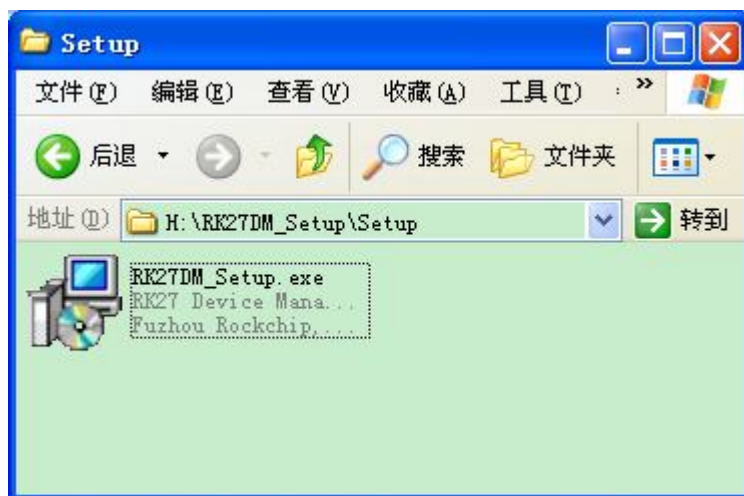 Setup
文件(F) 编辑(E) 查看(V) 收藏(A) 工具(T) : »
后退 搜索 文件夹
地址(D) H:\RK27DM_Setup\Setup 转到
RK27DM_Setup.exe
RK27 Device Mana...
Fuzhou Rockchip,...